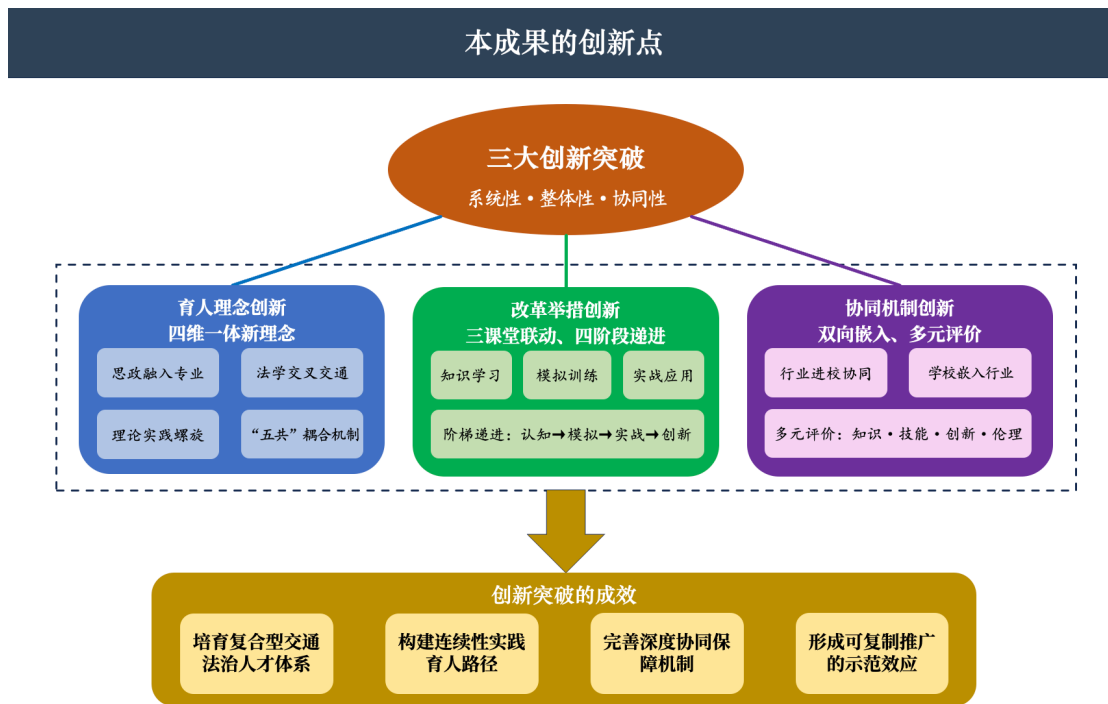 本成果的创新点
三大创新突破
系统性·整体性·协同性
育人理念创新
四维一体新理念
思政融入专业
法学交叉交通
理论实践螺旋
“五共”耦合机制
改革举措创新
三课堂联动、四阶段递进
知识学习
模拟训练
实战应用
阶梯递进：认知→模拟→实战→创新
协同机制创新
双向嵌入、多元评价
行业进校协同
学校嵌入行业
多元评价：知识·技能·创新·伦理
创新突破的成效
培育复合型交通
法治人才体系
构建连续性实践
育人路径
完善深度协同保
障机制
形成可复制推广
的示范效应